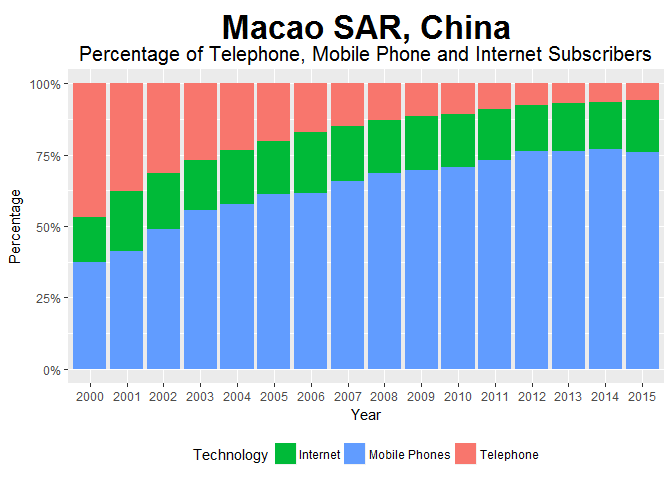 Macao SAR, China
Percentage of Telephone, Mobile Phone and Internet Subscribers
100%
75%
50%
25%
0%
Percentage
2000 2001 2002 2003 2004 2005 2006 2007 2008 2009 2010 2011 2012 2013 2014 2015
Year
Technology Internet Mobile Phones Telephone